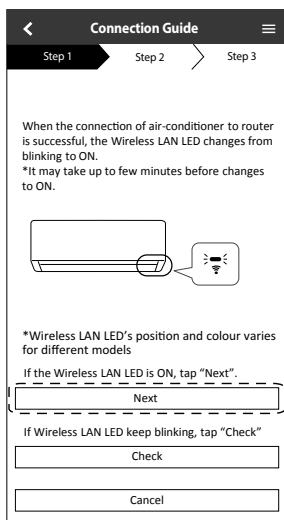 Connection Guide
Step 1
Step 2
Step 3
When the connection of air-conditioner to router
is successful, the Wireless LAN LED changes from
blinking to ON.
*It may take up to few minutes before changes
to ON.
*Wireless LAN LED's position and colour varies
for different models
If the Wireless LAN LED is ON, tap “Next”.
Next
If Wireless LAN LED keep blinking, tap “Check”
Check
Cancel